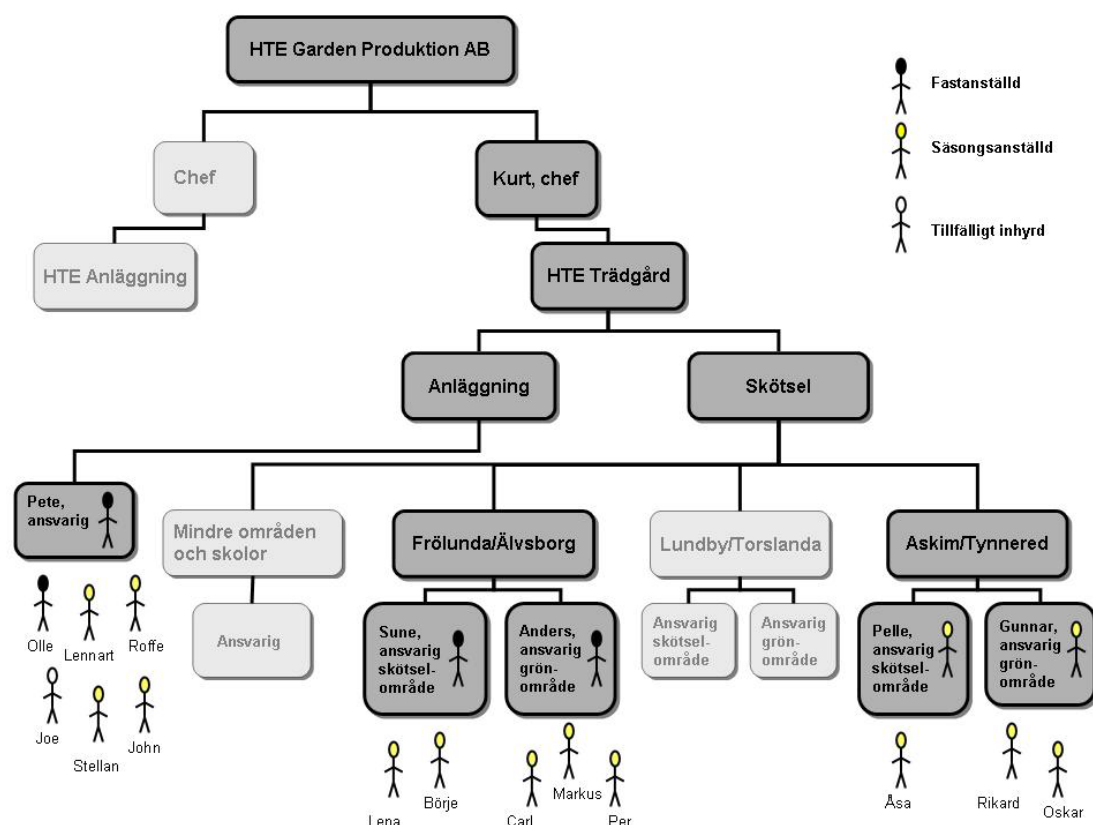 HTE Garden Produktion AB
Fastanställd
Säsongsanställd
Tillfälligt inhyrd
Chef
Kurt, chef
HTE Anläggning
HTE Trädgård
Anläggning
Skötsel
Pete,
ansvarig
Mindre områden
och skolor
Frölunda/Älvsborg
Lundby/Torslanda
Askim/Tynnered
Ansvarig
Sune,
ansvarig
skötsel-
område
Anders,
ansvarig
grön-
område
Ansvarig
skötsel-
område
Ansvarig
grön-
område
Pelle,
ansvarig
skötsel-
område
Gunnar,
ansvarig
grön-
område
Olle
Lennart
Roffe
Joe
Stellan
John
Lena
Börje
Carl
Markus
Per
Åsa
Rikard
Oskar